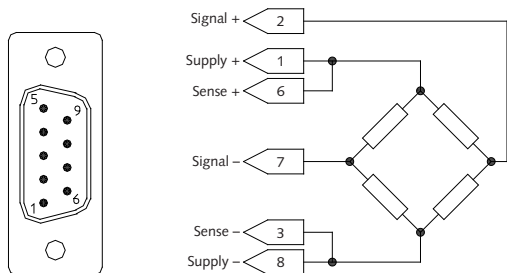 Signal + 2
Supply + 1
Sense + 6
Signal – 7
Sense – 3
Supply – 8
5
9
1
6